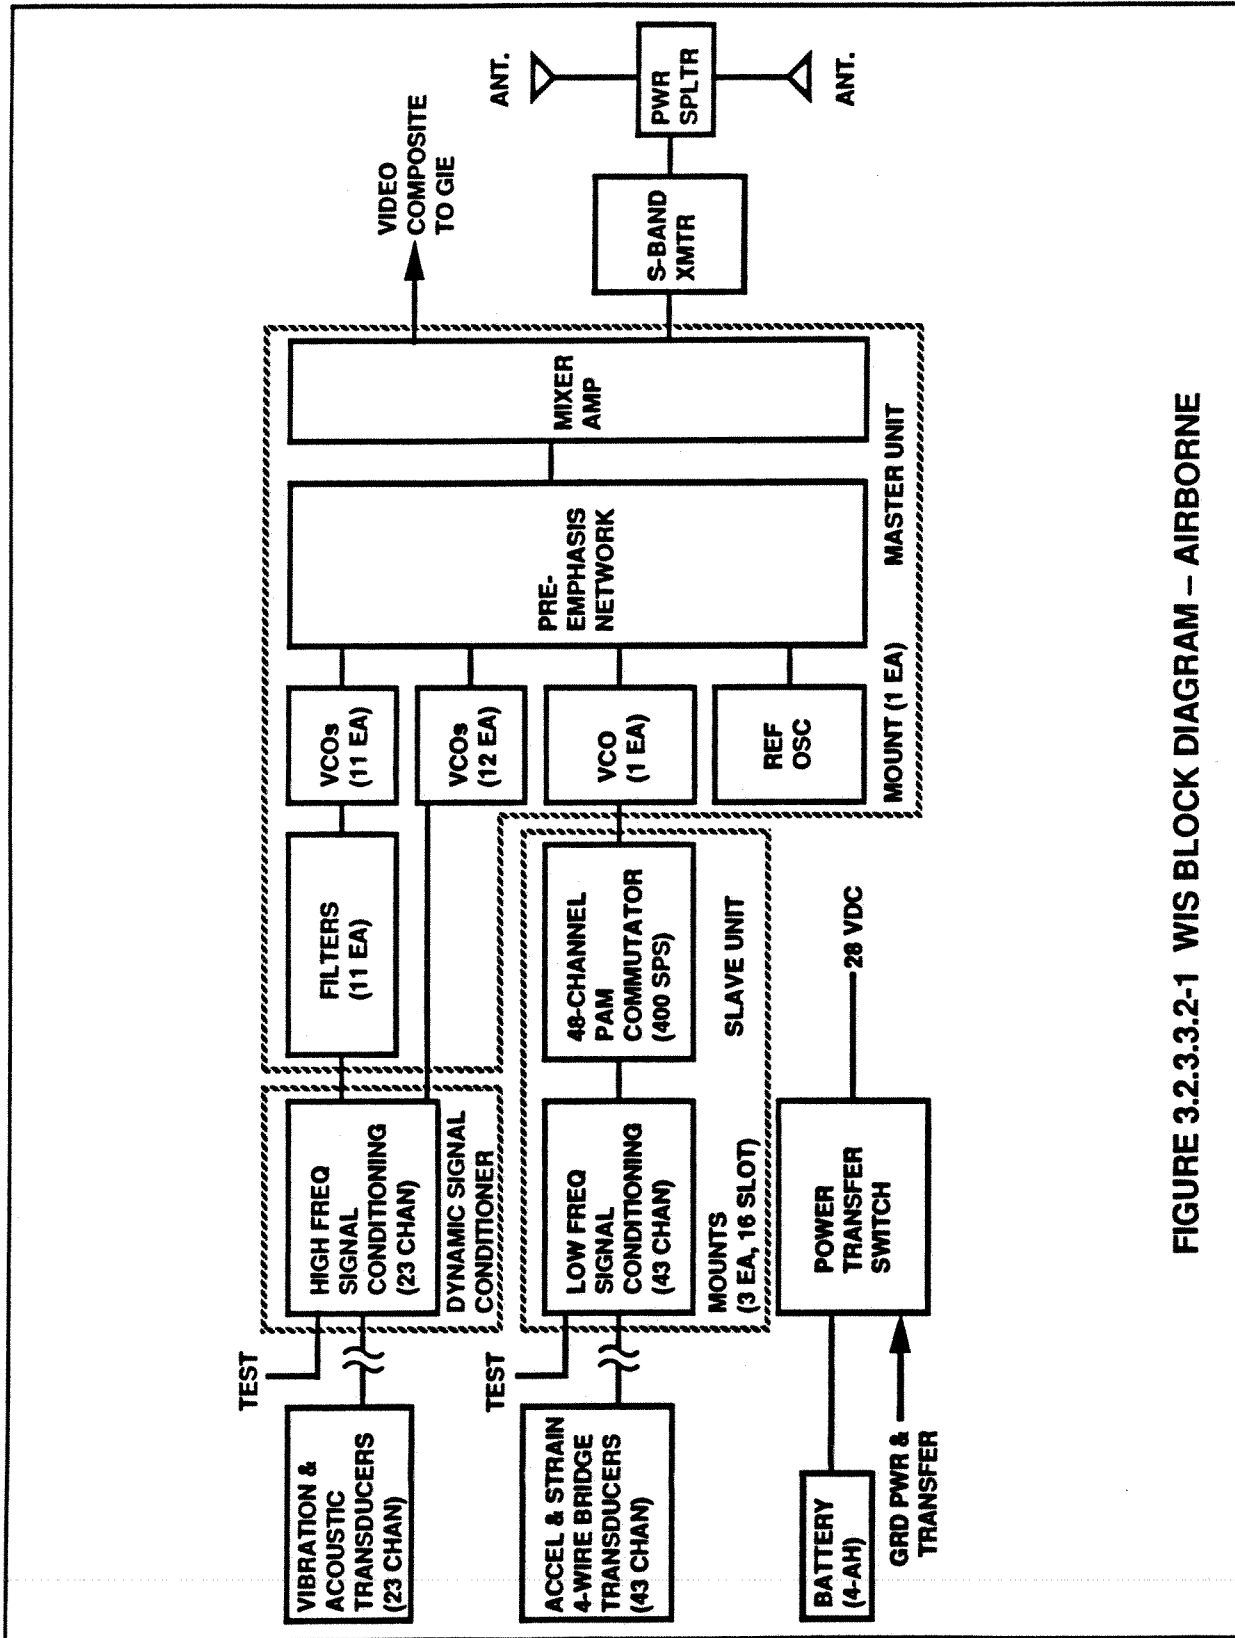 VIBRATION &
ACOUSTIC
TRANSDUCERS
(23 CHAN)
TEST
HIGH FREQ
SIGNAL
CONDITIONING
(23 CHAN)
DYNAMIC SIGNAL
CONDITIONER
FILTERS
(11 EA)
VCOs
(11 EA)
VCOs
(12 EA)
VCO
(1 EA)
REF
OSC
MOUNT (1 EA)
PRE-
EMPHASIS
NETWORK
MIXER
AMP
MASTER UNIT
VIDEO
COMPOSITE
TO GIE
S-BAND
XMTR
PWR
SPLTR
ANT.
ANT.
ACCEL & STRAIN
4-WIRE BRIDGE
TRANSDUCERS
(43 CHAN)
TEST
LOW FREQ
SIGNAL
CONDITIONING
(43 CHAN)
MOUNTS
(3 EA, 16 SLOT)
48-CHANNEL
PAM
COMMUTATOR
(400 SPS)
SLAVE UNIT
BATTERY
(4-AH)
GRD PWR &
TRANSFER
POWER
TRANSFER
SWITCH
28 VDC
FIGURE 3.2.3.3.2-1 WIS BLOCK DIAGRAM – AIRBORNE